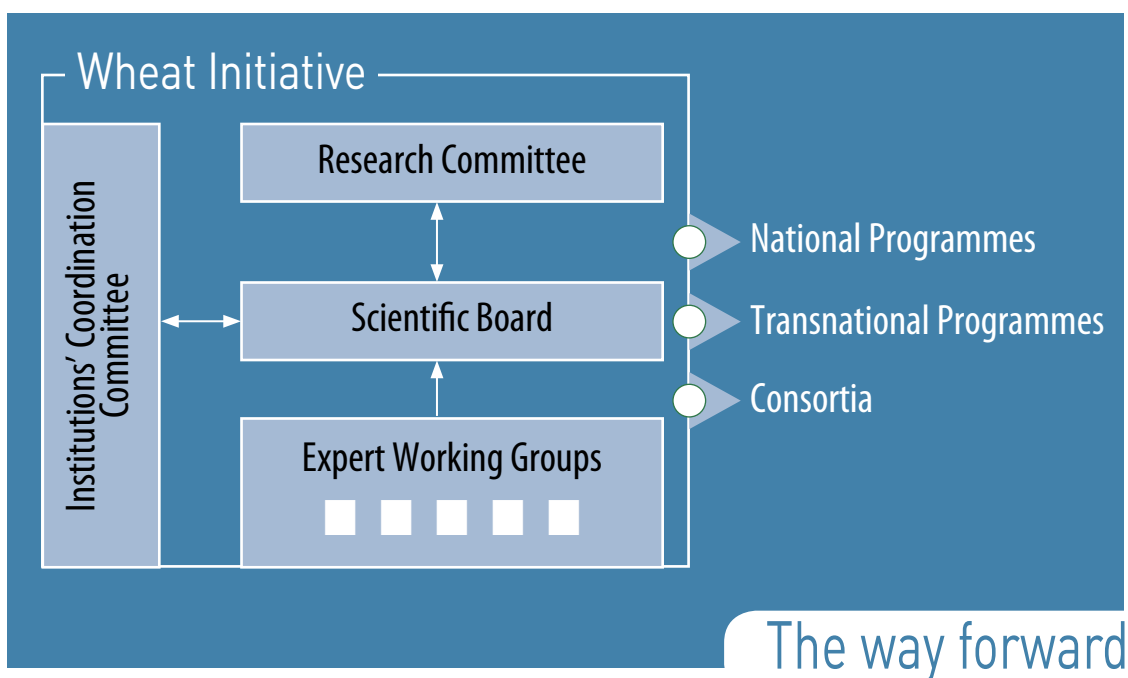 Wheat Initiative
Institutions’ Coordination
Committee
Research Committee
Scientific Board
Expert Working Groups
National Programmes
Transnational Programmes
Consortia
The way forward